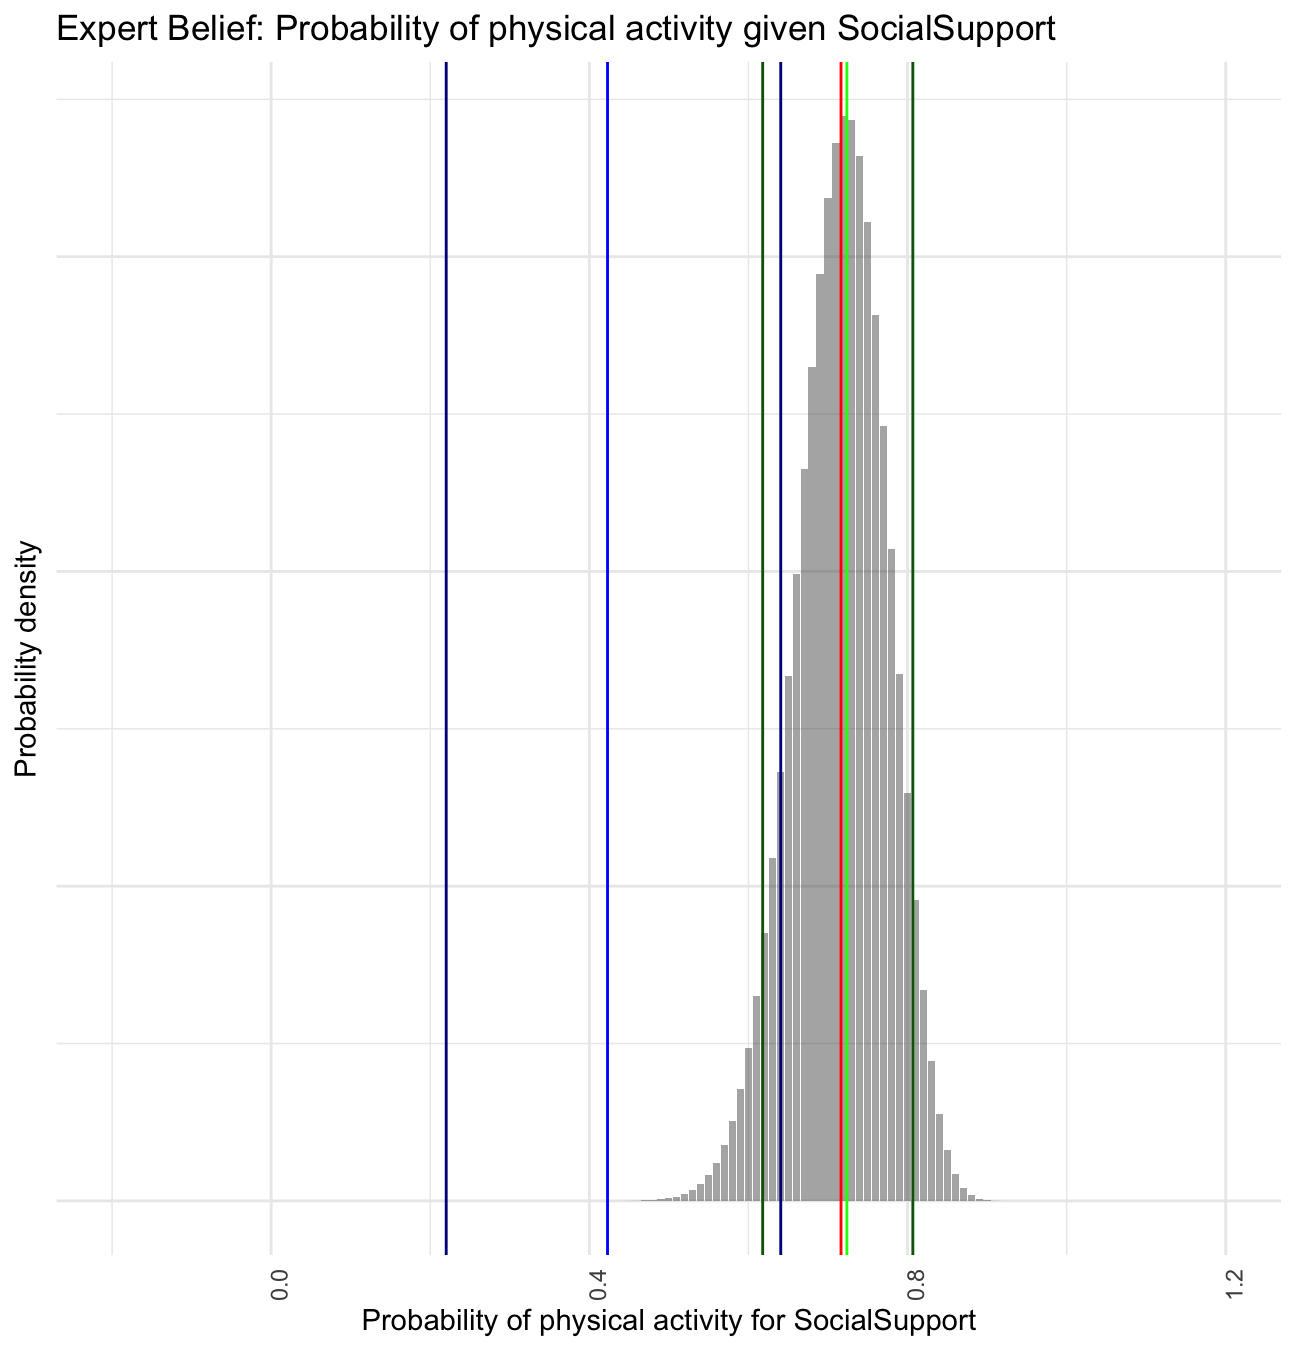 Expert Belief: Probability of physical activity given SocialSupport
Probability density
0.0
0.4
0.8
1.2
Probability of physical activity for SocialSupport